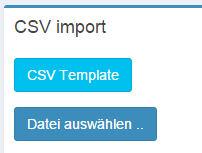 CSV import
CSV Template
Datei auswählen ..